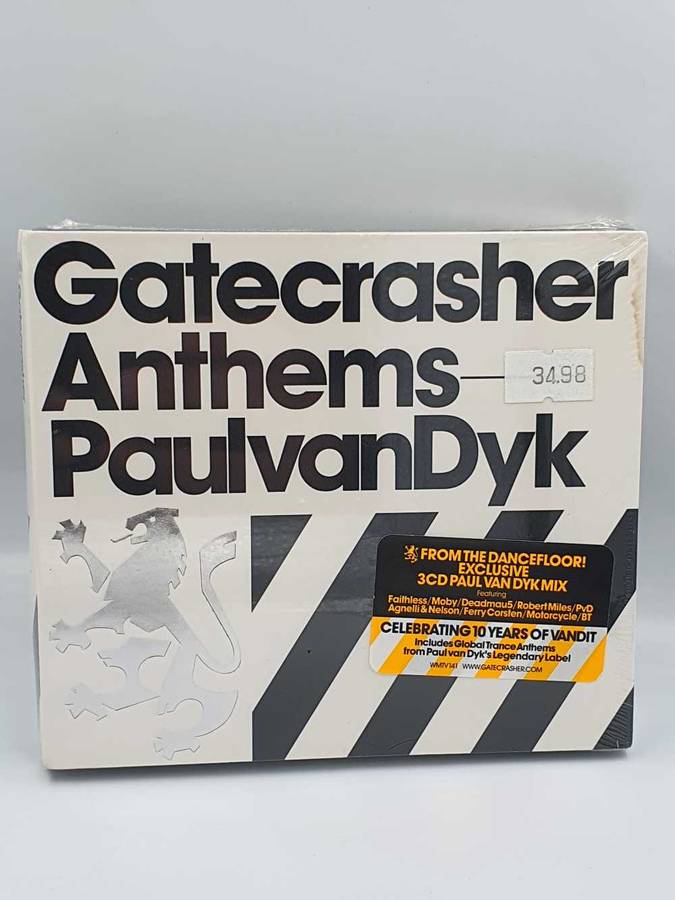 Gatecrasher
Anthems—
34.98
PaulvanDyk
FROM THE DANCEFLOOR!
EXCLUSIVE
3CD PAUL VAN DYK MIX
Featuring
Faithless/Moby/Deadmau5/Robert Miles/PvD
Agnelli & Nelson/Ferry Corsten/Motorcycle/BT
CELEBRATING 10 YEARS OF VANDIT
Includes Global Trance Anthems
from Paul van Dyk's Legendary Label
WMTV141 WWW.GATECRASHER.COM